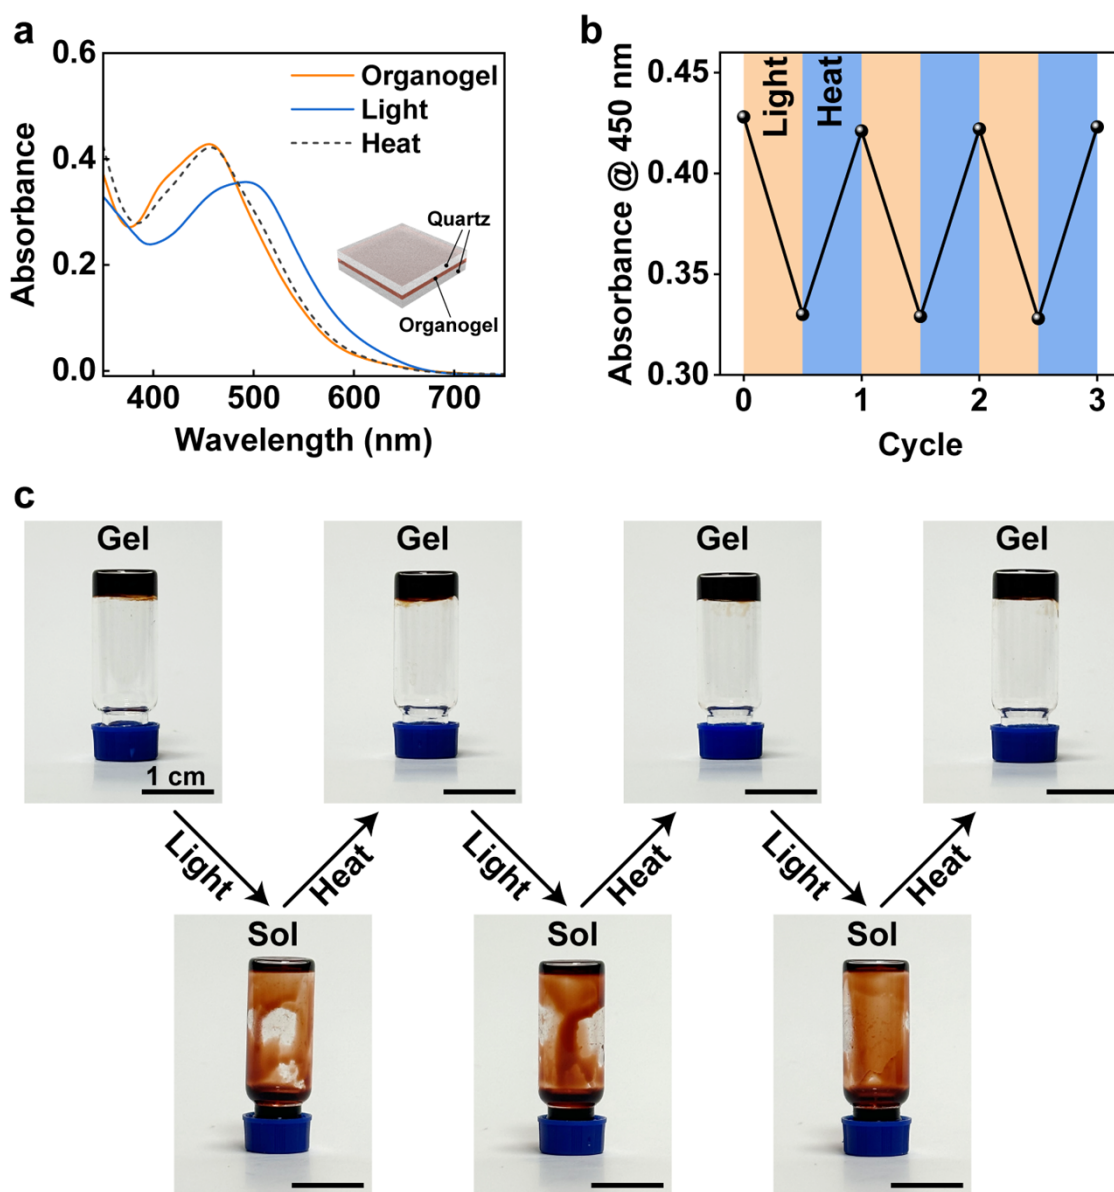 a
0.6
0.4
0.2
0.0
Absorbance
400 500 600 700
Wavelength (nm)
Organogel
Light
Heat
Quartz
Organogel
b
0.45
0.40
0.35
0.30
Absorbance @ 450 nm
Light
Heat
0 1 2 3
Cycle
c
Gel Gel Gel Gel
1 cm
Light Heat Light Heat Light Heat
Sol Sol Sol